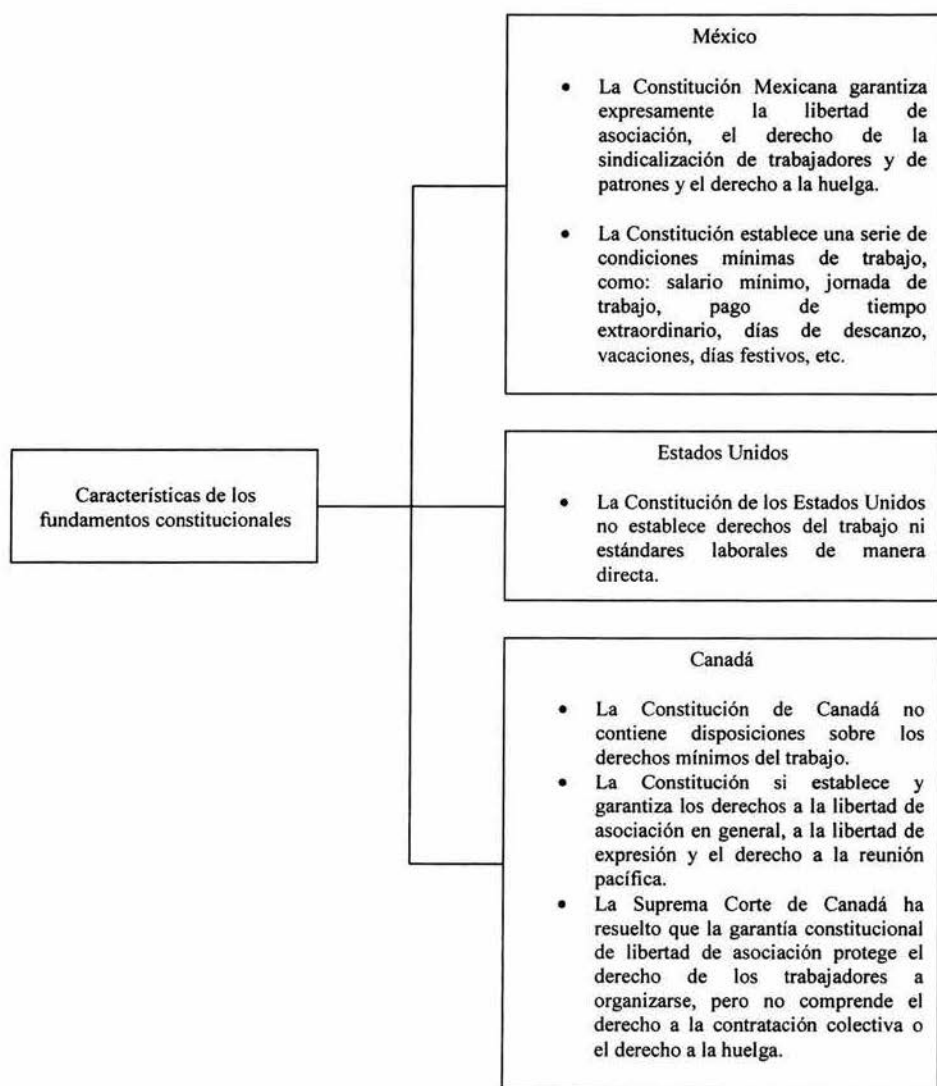 México
• La Constitución Mexicana garantiza
expresamente la libertad de
asociación, el derecho de la
sindicalización de trabajadores y de
patrones y el derecho a la huelga.
• La Constitución establece una serie de
condiciones mínimas de trabajo,
como: salario mínimo, jornada de
trabajo, pago de tiempo
extraordinario, días de descanzo,
vacaciones, días festivos, etc.
Características de los
fundamentos constitucionales
Estados Unidos
• La Constitución de los Estados Unidos
no establece derechos del trabajo ni
estándares laborales de manera
directa.
Canadá
• La Constitución de Canadá no
contiene disposiciones sobre los
derechos mínimos del trabajo.
• La Constitución si establece y
garantiza los derechos a la libertad de
asociación en general, a la libertad de
expresión y el derecho a la reunión
pacífica.
• La Suprema Corte de Canadá ha
resuelto que la garantía constitucional
de libertad de asociación protege el
derecho de los trabajadores a
organizarse, pero no comprende el
derecho a la contratación colectiva o
el derecho a la huelga.